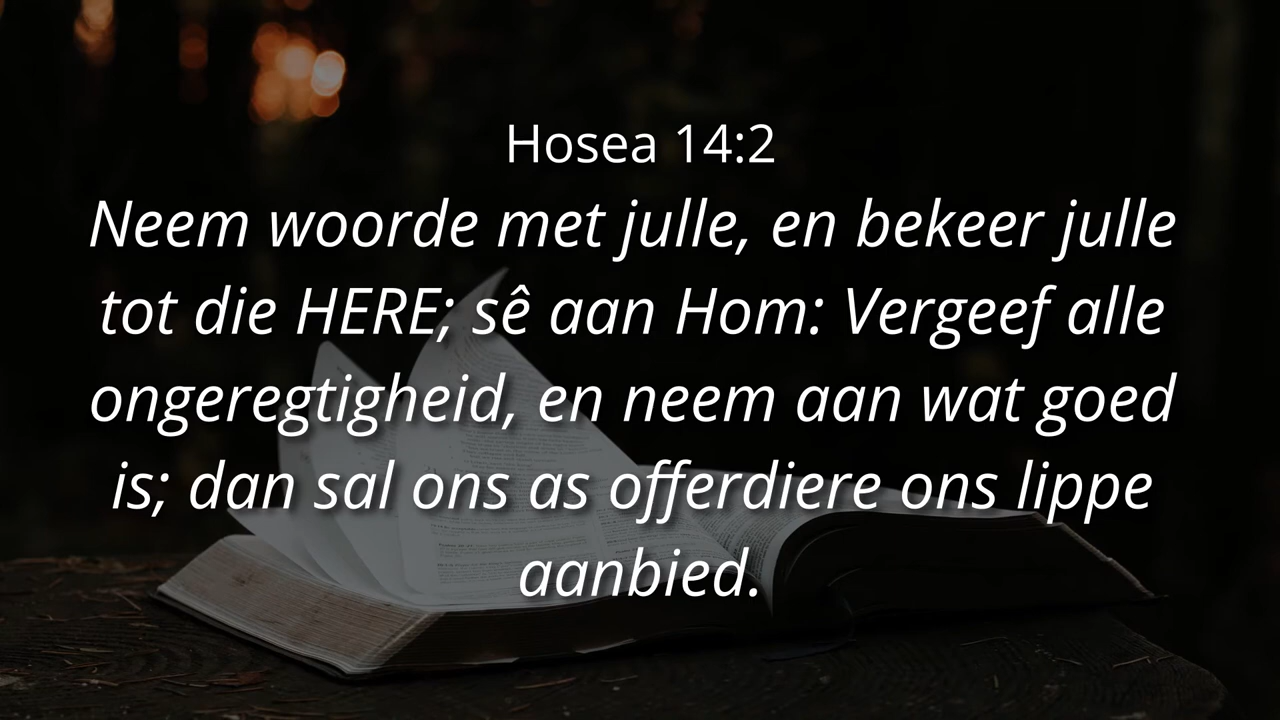 Hosea 14:2
Neem woorde met julle, en bekeer julle
tot die HERE; sê aan Hom: Vergeef alle
ongeregtigheid, en neem aan wat goed
is; dan sal ons as offerdiere ons lippe
aanbied.